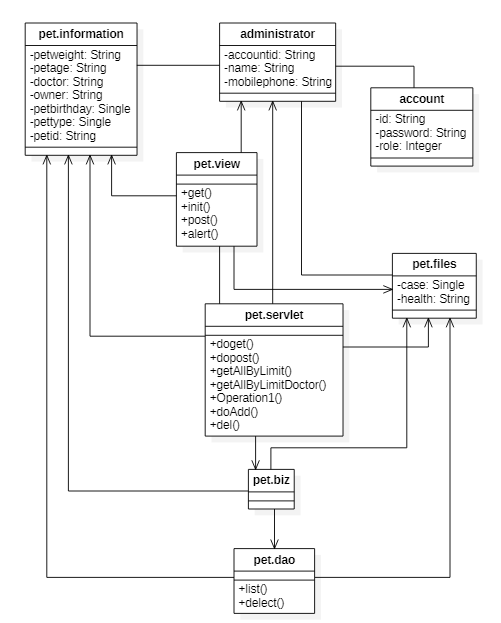 pet.information
-petweight: String
-petage: String
-doctor: String
-owner: String
-petbirthday: Single
-pettype: Single
-petid: String
administrator
-accountid: String
-name: String
-mobilephone: String
account
-id: String
-password: String
-role: Integer
pet.view
+get()
+init()
+post()
+alert()
pet.files
-case: Single
-health: String
pet.servlet
+doget()
+dopost()
+getAllByLimit()
+getAllByLimitDoctor()
+Operation1()
+doAdd()
+del()
pet.biz
pet.dao
+list()
+delect()